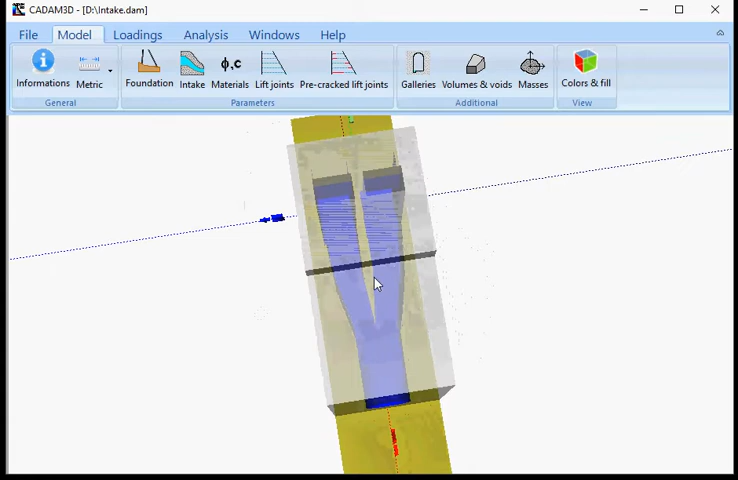 CADAM3D - [D:\Intake.dam]
File Model Loadings Analysis Windows Help
Informations Metric Foundation Intake ϕ,c Materials Lift joints Pre-cracked lift joints Galleries Volumes & voids Masses Colors & fill
General Parameters Additional View